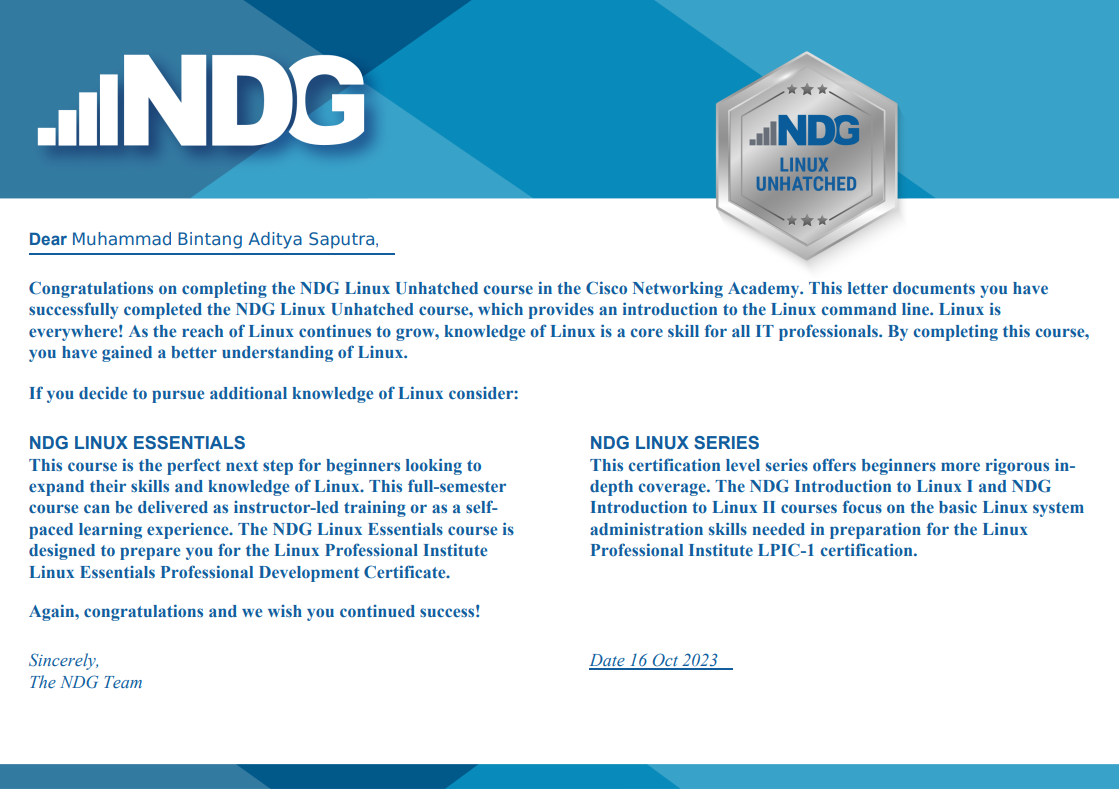 NDG
NDG
LINUX
UNHATCHED
Dear Muhammad Bintang Aditya Saputra,
Congratulations on completing the NDG Linux Unhatched course in the Cisco Networking Academy. This letter documents you have
successfully completed the NDG Linux Unhatched course, which provides an introduction to the Linux command line. Linux is
everywhere! As the reach of Linux continues to grow, knowledge of Linux is a core skill for all IT professionals. By completing this course,
you have gained a better understanding of Linux.
If you decide to pursue additional knowledge of Linux consider:
NDG LINUX ESSENTIALS
This course is the perfect next step for beginners looking to
expand their skills and knowledge of Linux. This full-semester
course can be delivered as instructor-led training or as a self-
paced learning experience. The NDG Linux Essentials course is
designed to prepare you for the Linux Professional Institute
Linux Essentials Professional Development Certificate.
NDG LINUX SERIES
This certification level series offers beginners more rigorous in-
depth coverage. The NDG Introduction to Linux I and NDG
Introduction to Linux II courses focus on the basic Linux system
administration skills needed in preparation for the Linux
Professional Institute LPIC-1 certification.
Again, congratulations and we wish you continued success!
Sincerely,
The NDG Team
Date 16 Oct 2023